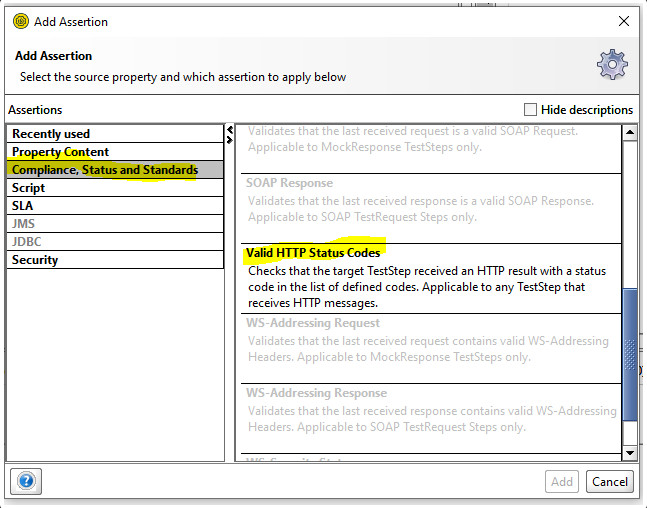 Add Assertion
Add Assertion
Select the source property and which assertion to apply below
Assertions
Hide descriptions
Recently used
Property Content
Compliance, Status and Standards
Script
SLA
JMS
JDBC
Security
Validates that the last received request is a valid SOAP Request.
Applicable to MockResponse TestSteps only.
SOAP Response
Validates that the last received response is a valid SOAP Response.
Applicable to SOAP TestRequest Steps only.
Valid HTTP Status Codes
Checks that the target TestStep received an HTTP result with a status
code in the list of defined codes. Applicable to any TestStep that
receives HTTP messages.
WS-Addressing Request
Validates that the last received request contains valid WS-Addressing
Headers. Applicable to MockResponse TestSteps only.
WS-Addressing Response
Validates that the last received response contains valid WS-Addressing
Headers. Applicable to SOAP TestRequest Steps only.
?
Add
Cancel